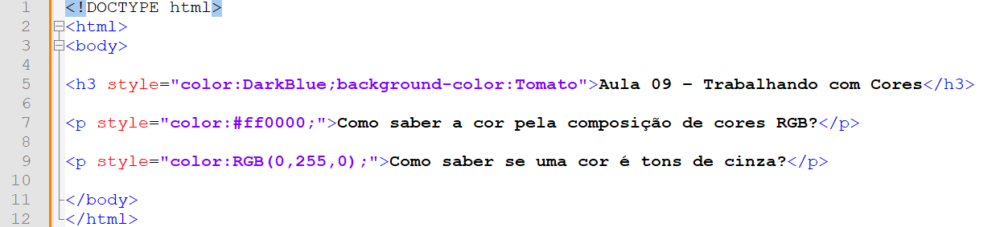 1 <!DOCTYPE html>
2 <html>
3 <body>
4
5 <h3 style="color:DarkBlue;background-color:Tomato">Aula 09 – Trabalhando com Cores</h3>
6
7 <p style="color:#ff0000;">Como saber a cor pela composição de cores RGB?</p>
8
9 <p style="color:RGB(0,255,0);">Como saber se uma cor é tons de cinza?</p>
10
11 </body>
12 </html>